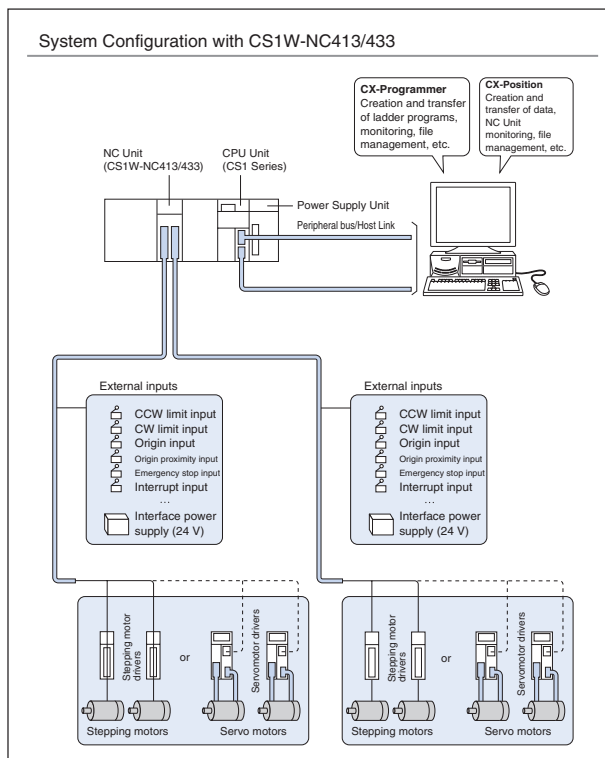 System Configuration with CS1W-NC413/433
CX-Programmer
Creation and transfer
of ladder programs,
monitoring, file
management, etc.
CX-Position
Creation and
transfer of data,
NC Unit
monitoring, file
management, etc.
NC Unit
(CS1W-NC413/433)
CPU Unit
(CS1 Series)
Power Supply Unit
Peripheral bus/Host Link
External inputs
CCW limit input
CW limit input
Origin input
Origin proximity input
Emergency stop input
Interrupt input
...
Interface power
supply (24 V)
External inputs
CCW limit input
CW limit input
Origin input
Origin proximity input
Emergency stop input
Interrupt input
...
Interface power
supply (24 V)
Stepping motor
drivers
or
Servomotor drivers
Stepping motors
Servo motors
Stepping motor
drivers
or
Servomotor drivers
Stepping motors
Servo motors